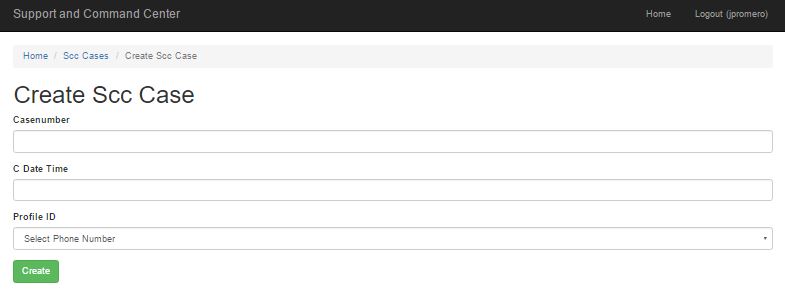 Support and Command Center Home Logout (jpromero)
Home / Scc Cases / Create Scc Case
Create Scc Case
Casenumber
C Date Time
Profile ID
Select Phone Number
Create